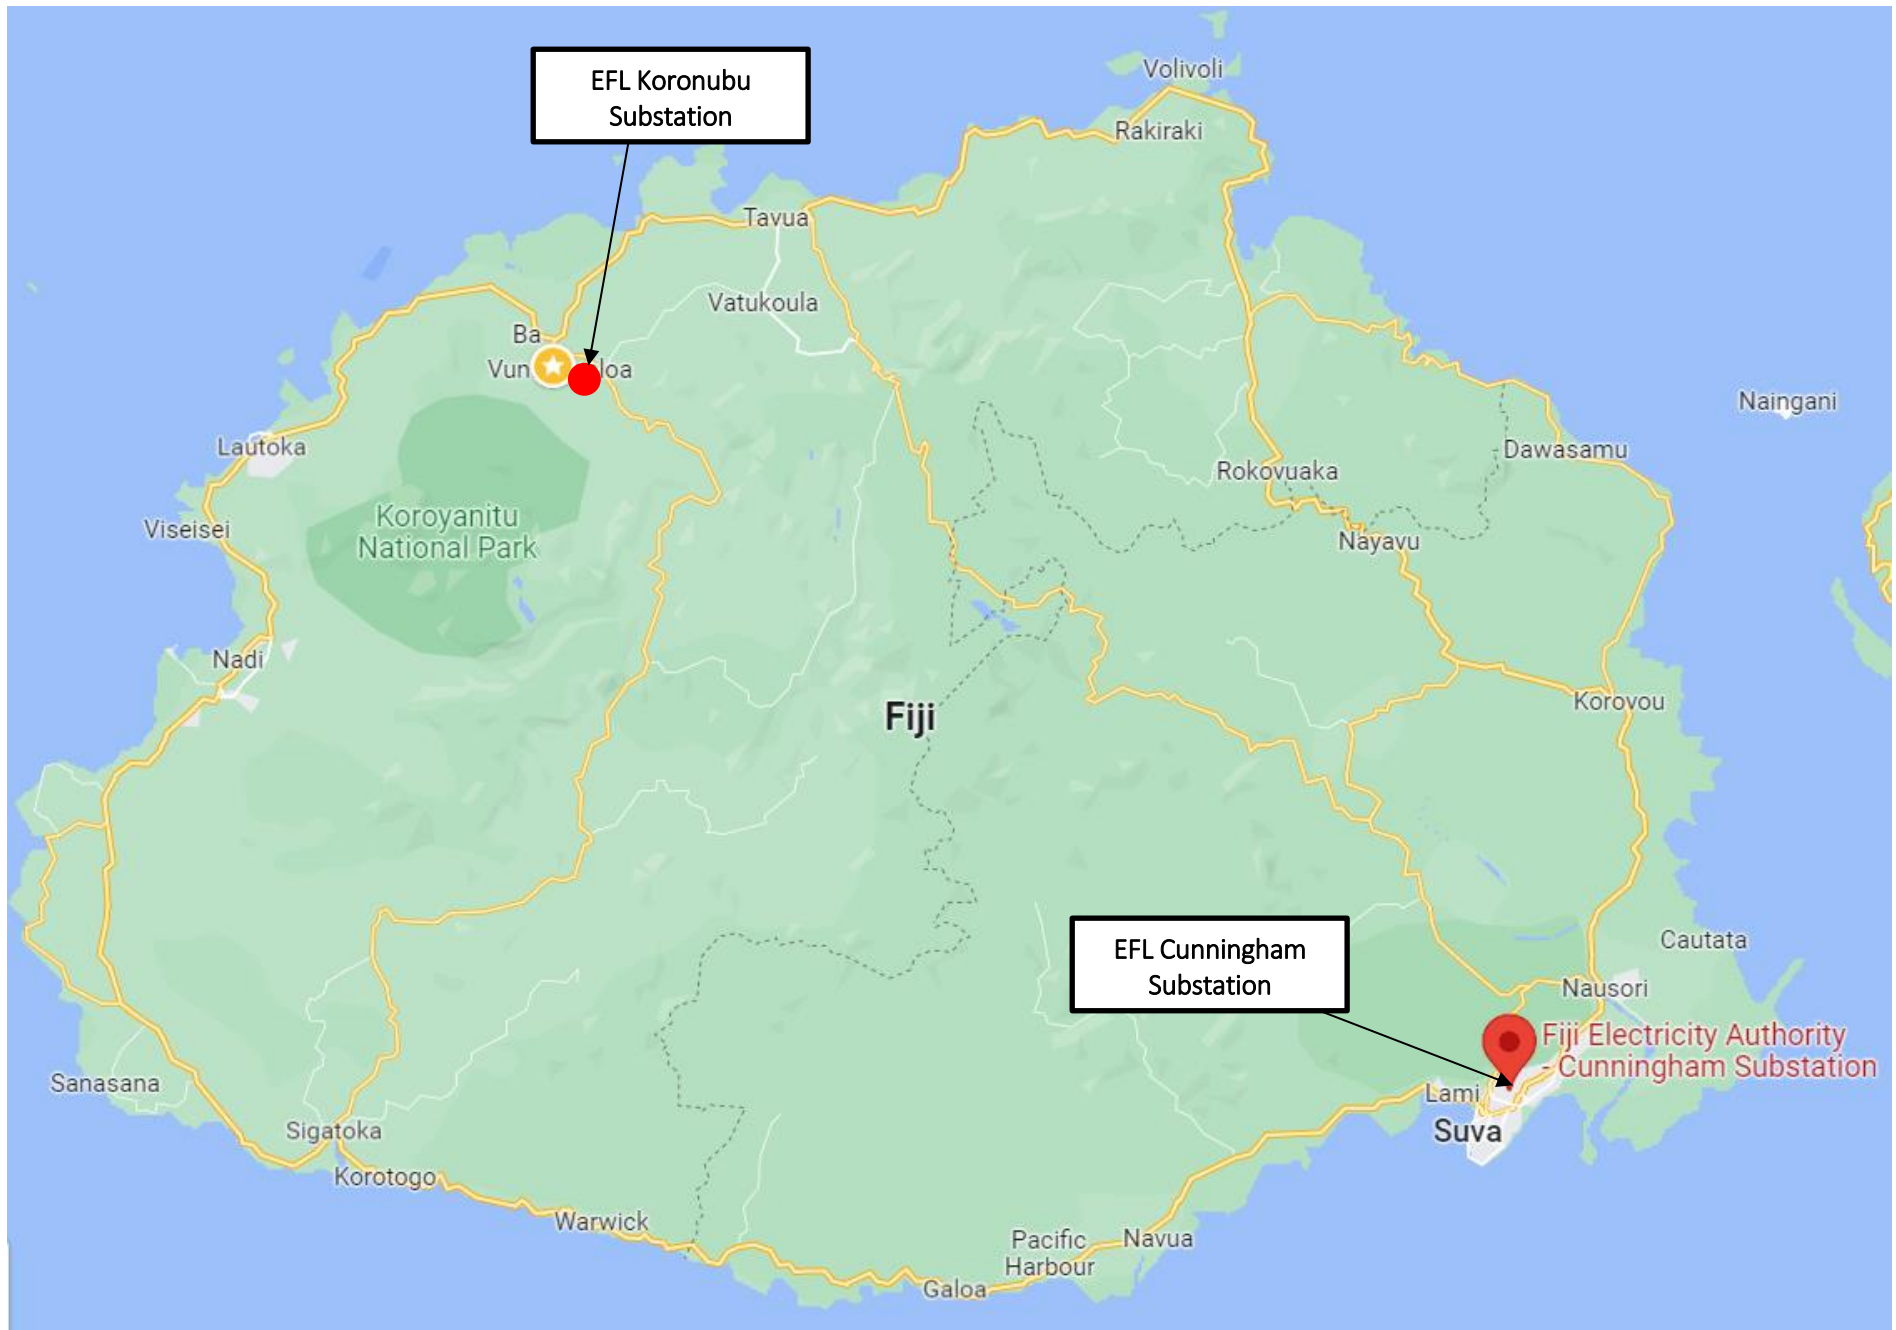 Volivoli
EFL Koronubu
Substation
Rakiraki
Tavua
Vatukoula
Ba
Vun
loa
Naingani
Lautoka
Dawasamu
Rokovuaka
Koroyanitu
National Park
Viseisei
Nayavu
Nadi
Korovou
Fiji
Cautata
EFL Cunningham
Substation
Nausori
Fiji Electricity Authority
- Cunningham Substation
Sanasana
Lami
Suva
Sigatoka
Korotogo
Warwick
Pacific
Harbour
Navua
Galoa